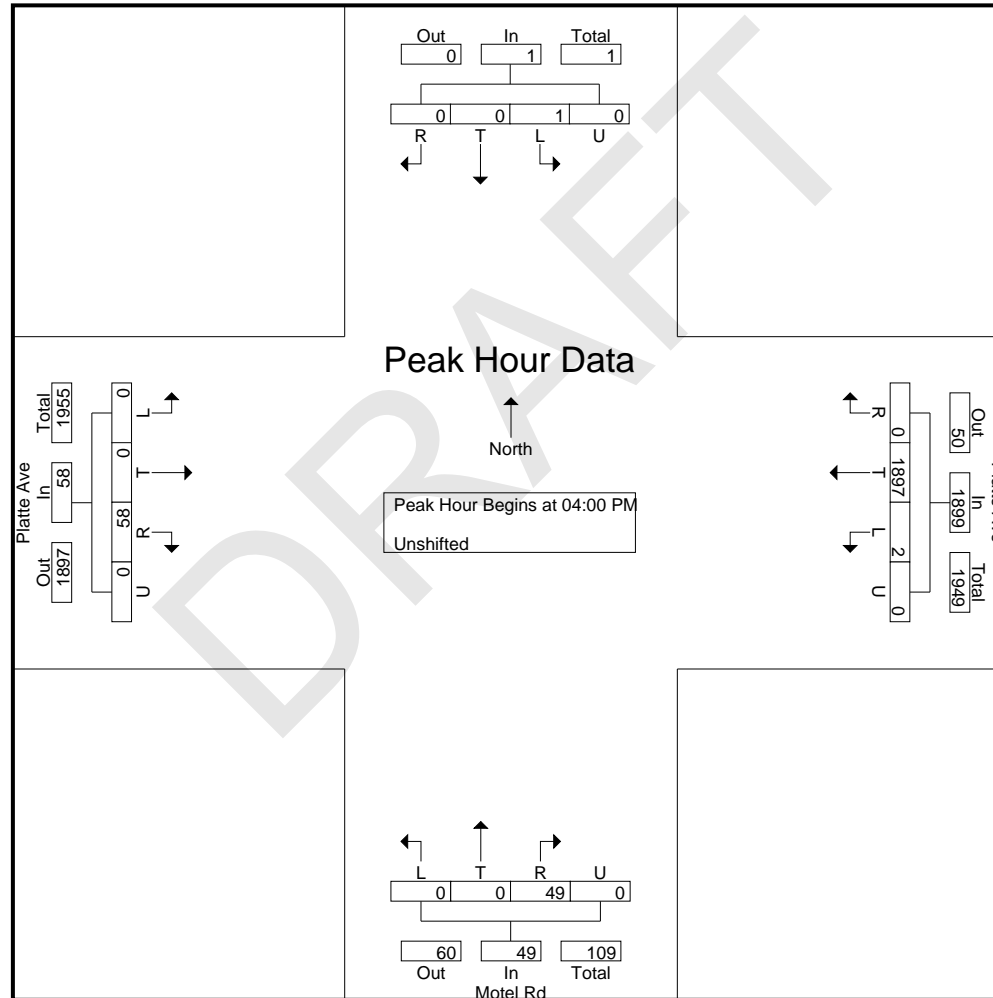 Out In Total
0 1 1
0 0 1 0
R T L U
Peak Hour Data
North
Peak Hour Begins at 04:00 PM
Unshifted
Platte Ave
Total In Out
1955 58 1897
0 0 58 0
L T R U
R T L U
0 1897 2 0
Out In Total
50 1899 1949
L T R U
0 0 49 0
60 49 109
Out In Total
Motel Rd
DRAFT